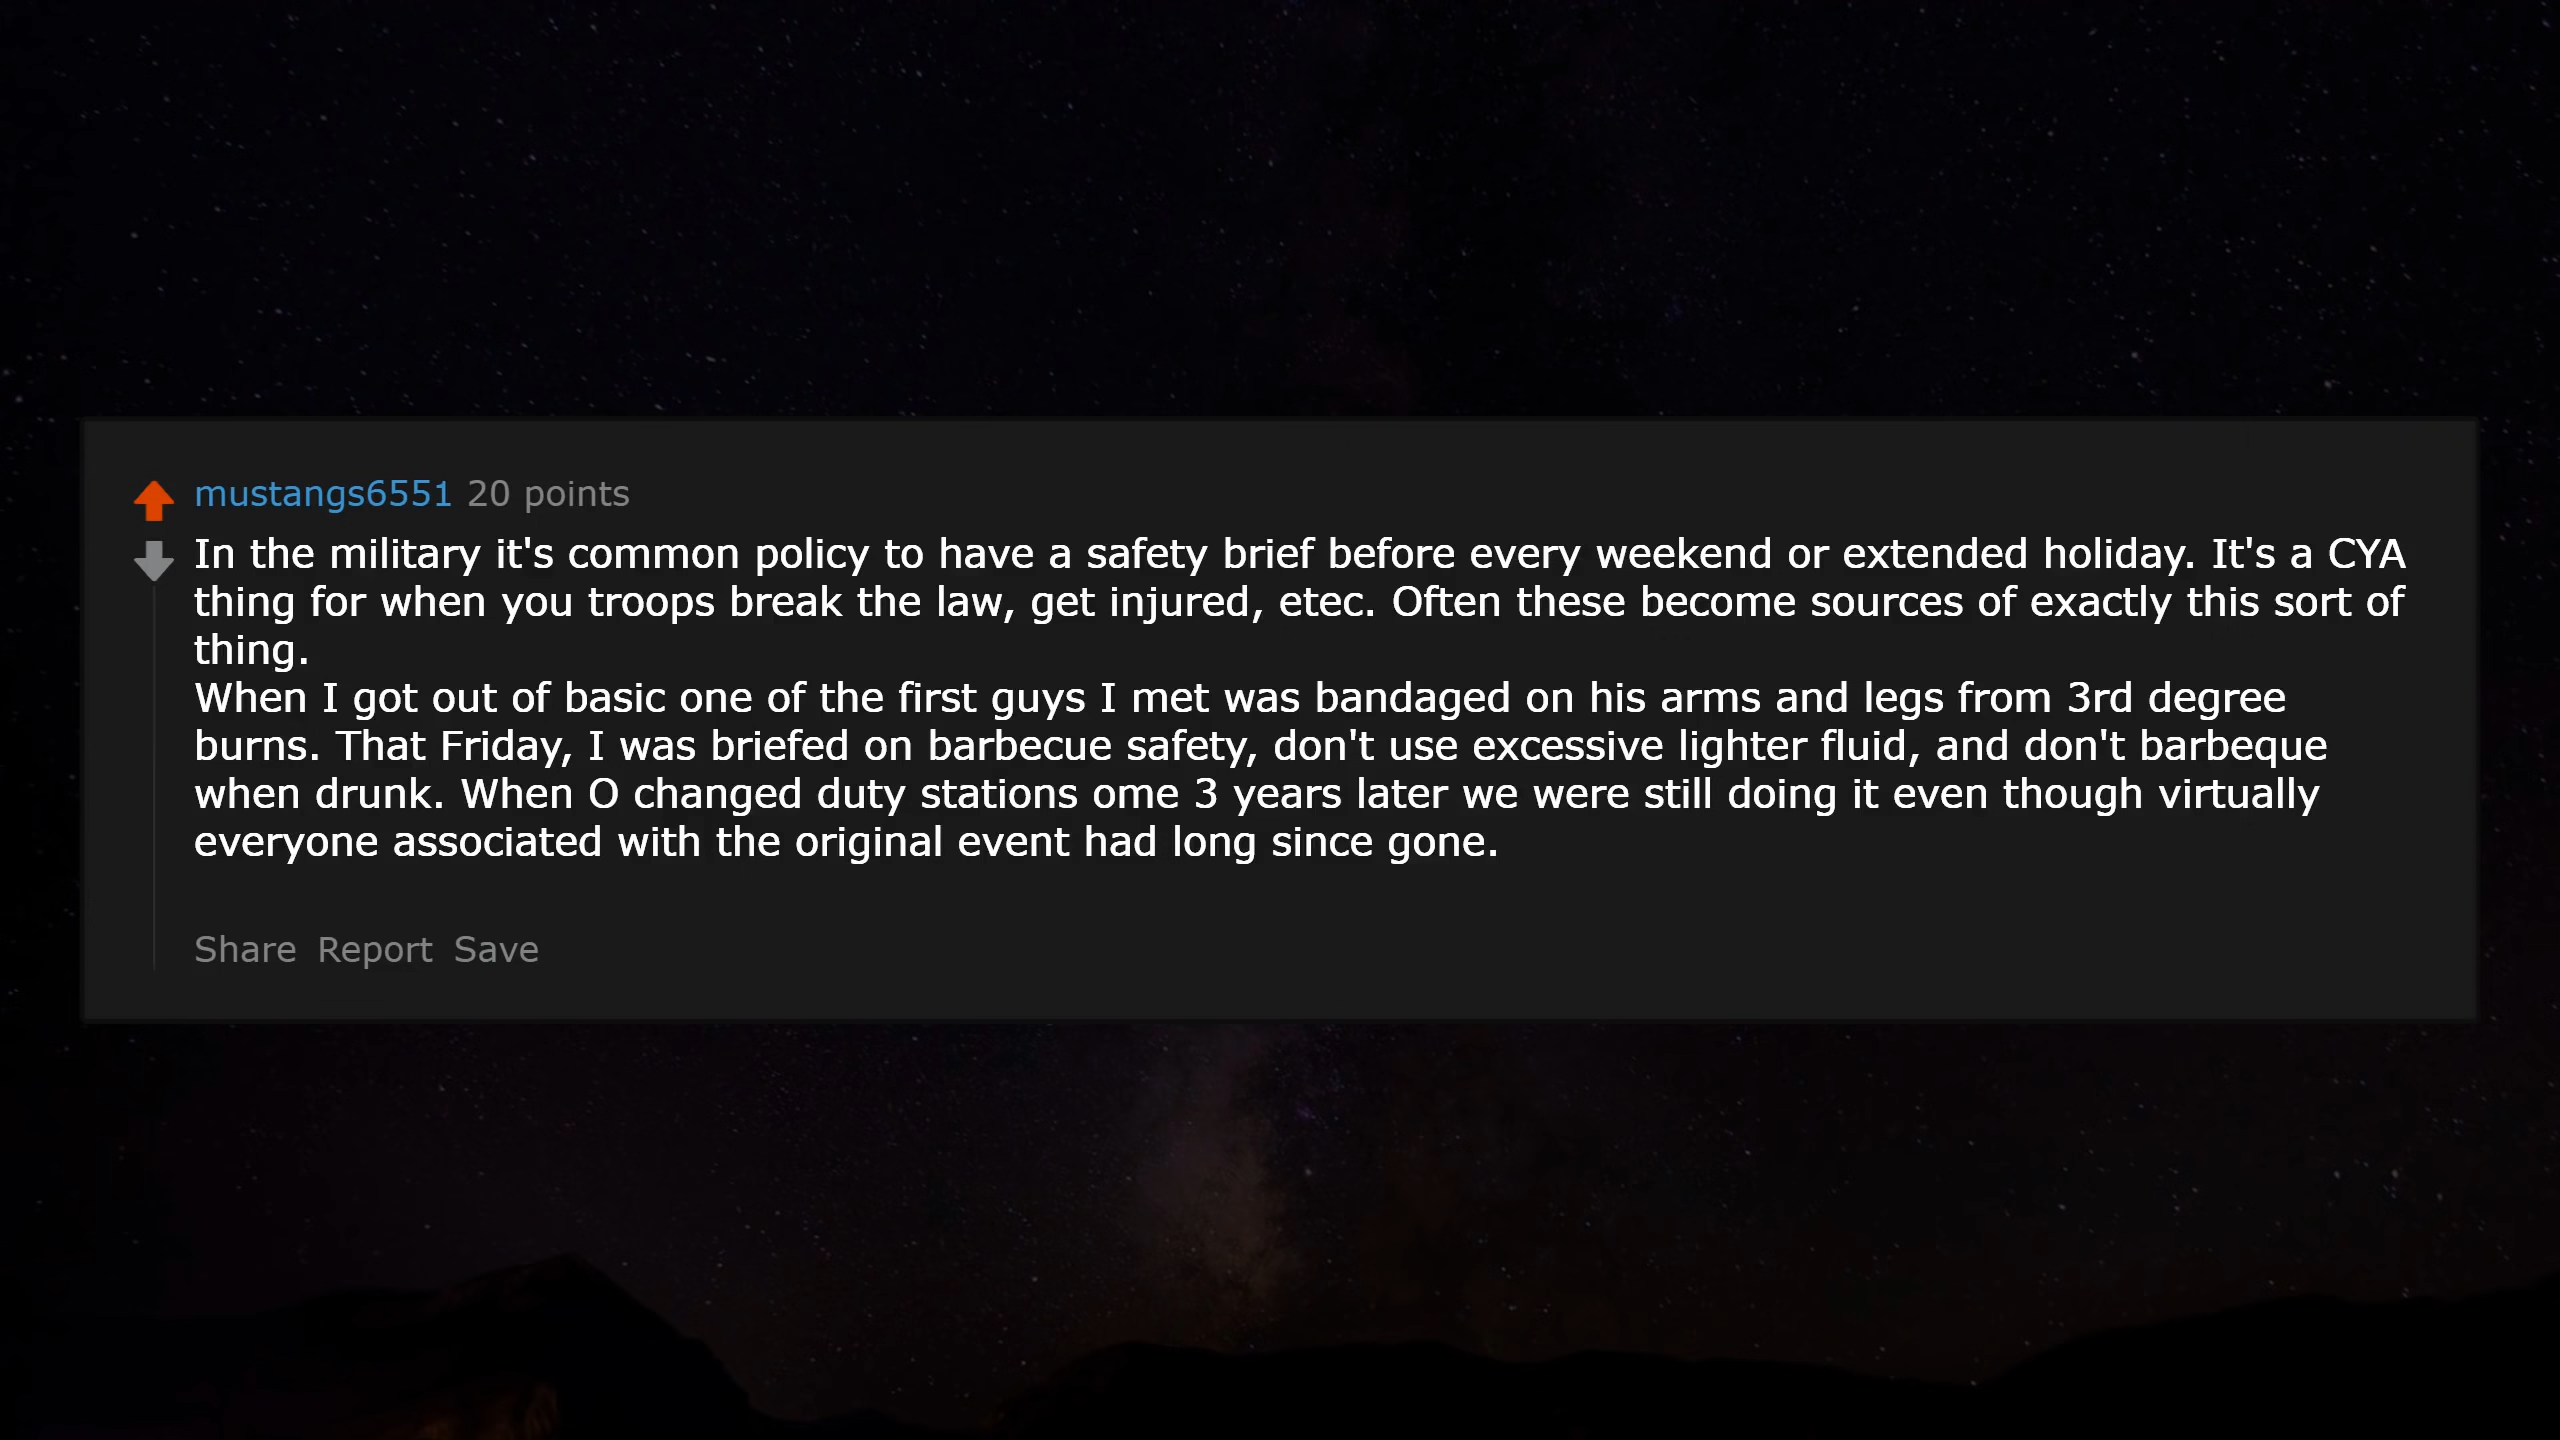 mustangs6551 20 points
In the military it's common policy to have a safety brief before every weekend or extended holiday. It's a CYA
thing for when you troops break the law, get injured, etec. Often these become sources of exactly this sort of
thing.
When I got out of basic one of the first guys I met was bandaged on his arms and legs from 3rd degree
burns. That Friday, I was briefed on barbecue safety, don't use excessive lighter fluid, and don't barbeque
when drunk. When O changed duty stations ome 3 years later we were still doing it even though virtually
everyone associated with the original event had long since gone.
Share Report Save